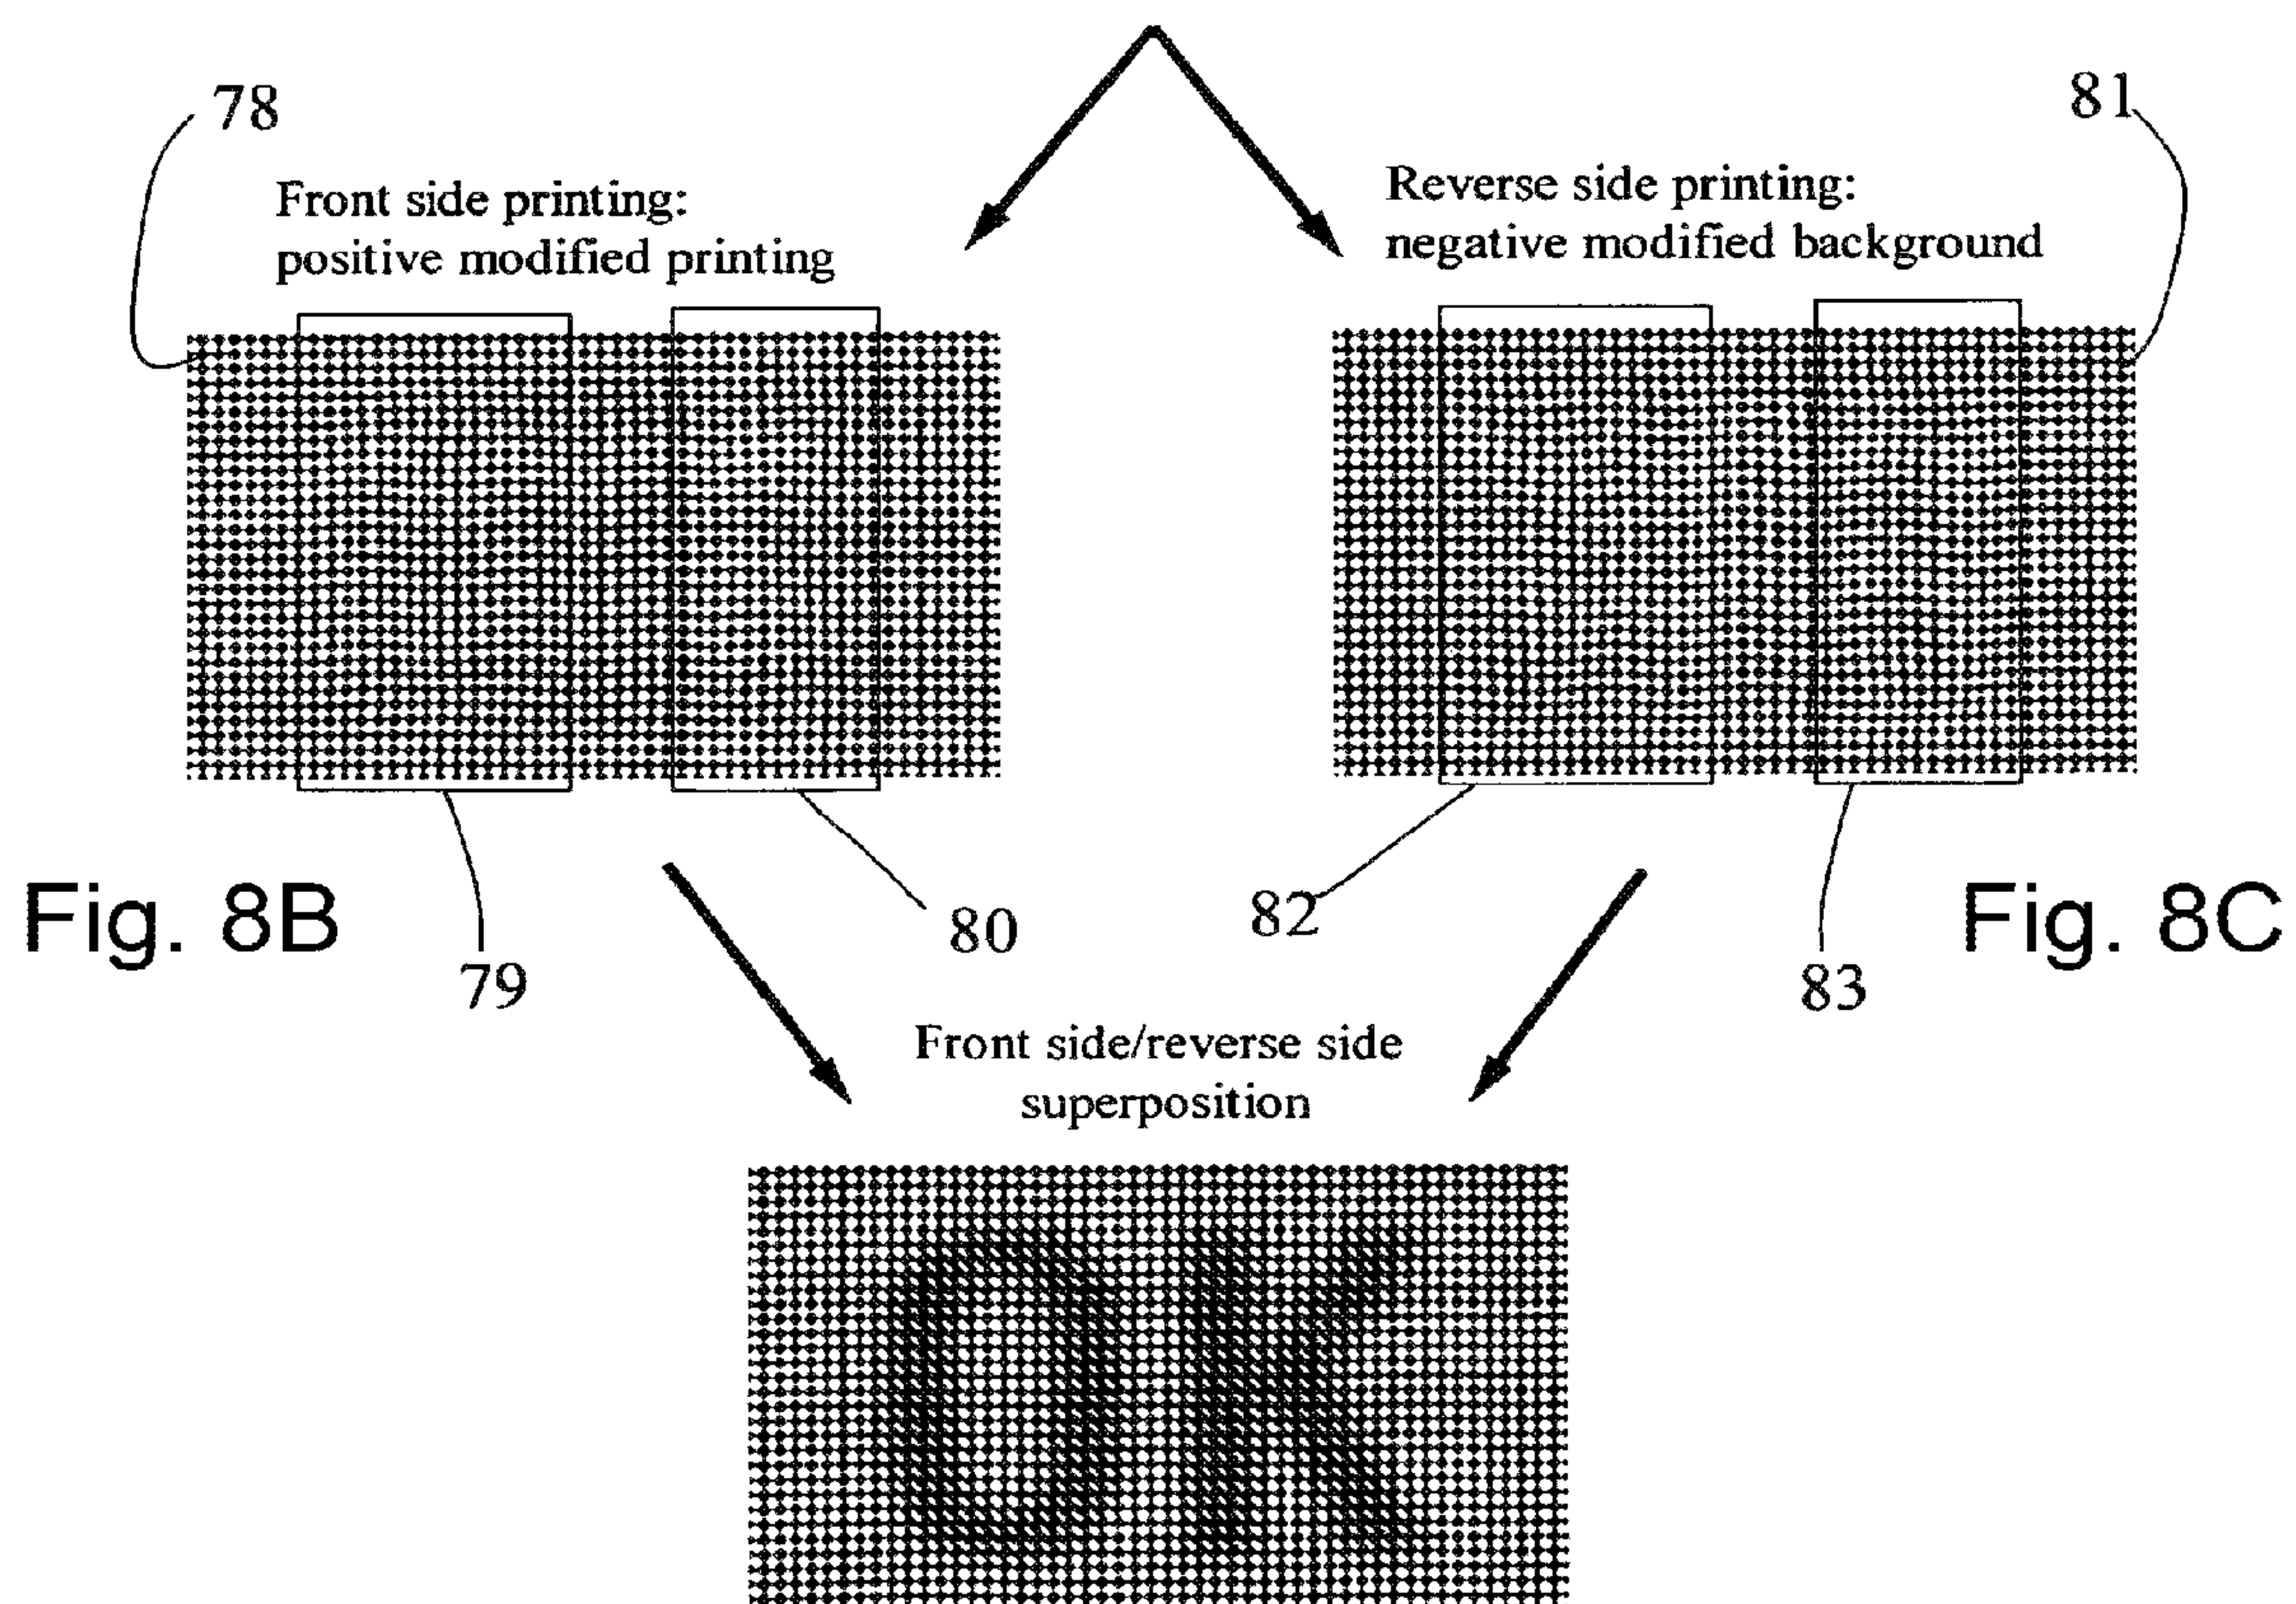 78
81
Front side printing:
positive modified printing
Reverse side printing:
negative modified background
Fig. 8B
79
80
82
83
Fig. 8C
Front side/reverse side
superposition
OK